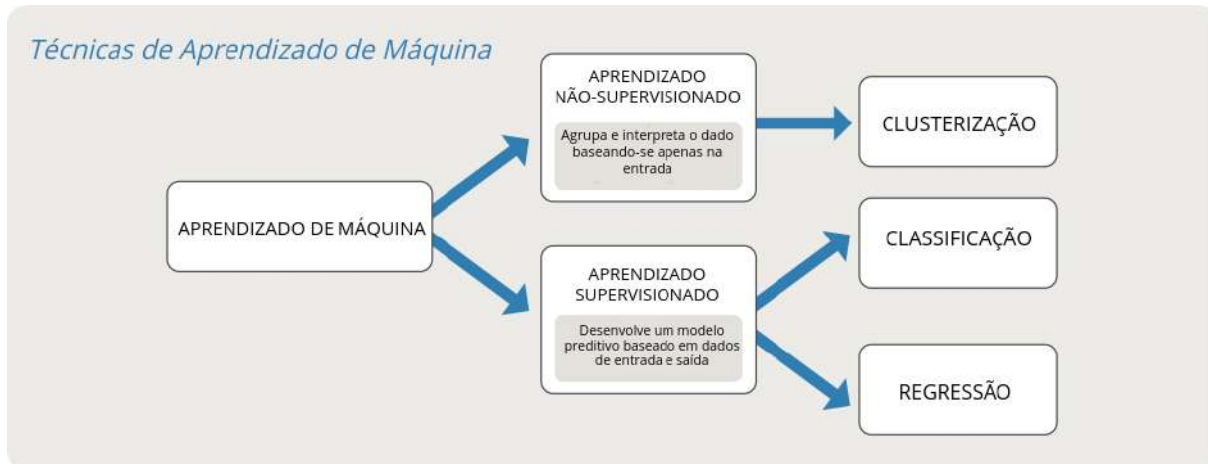 Técnicas de Aprendizado de Máquina
APRENDIZADO DE MÁQUINA
APRENDIZADO
NÃO-SUPERVISIONADO
Agrupa e interpreta o dado
baseando-se apenas na
entrada
CLUSTERIZAÇÃO
APRENDIZADO
SUPERVISIONADO
Desenvolve um modelo
preditivo baseado em dados
de entrada e saída
CLASSIFICAÇÃO
REGRESSÃO